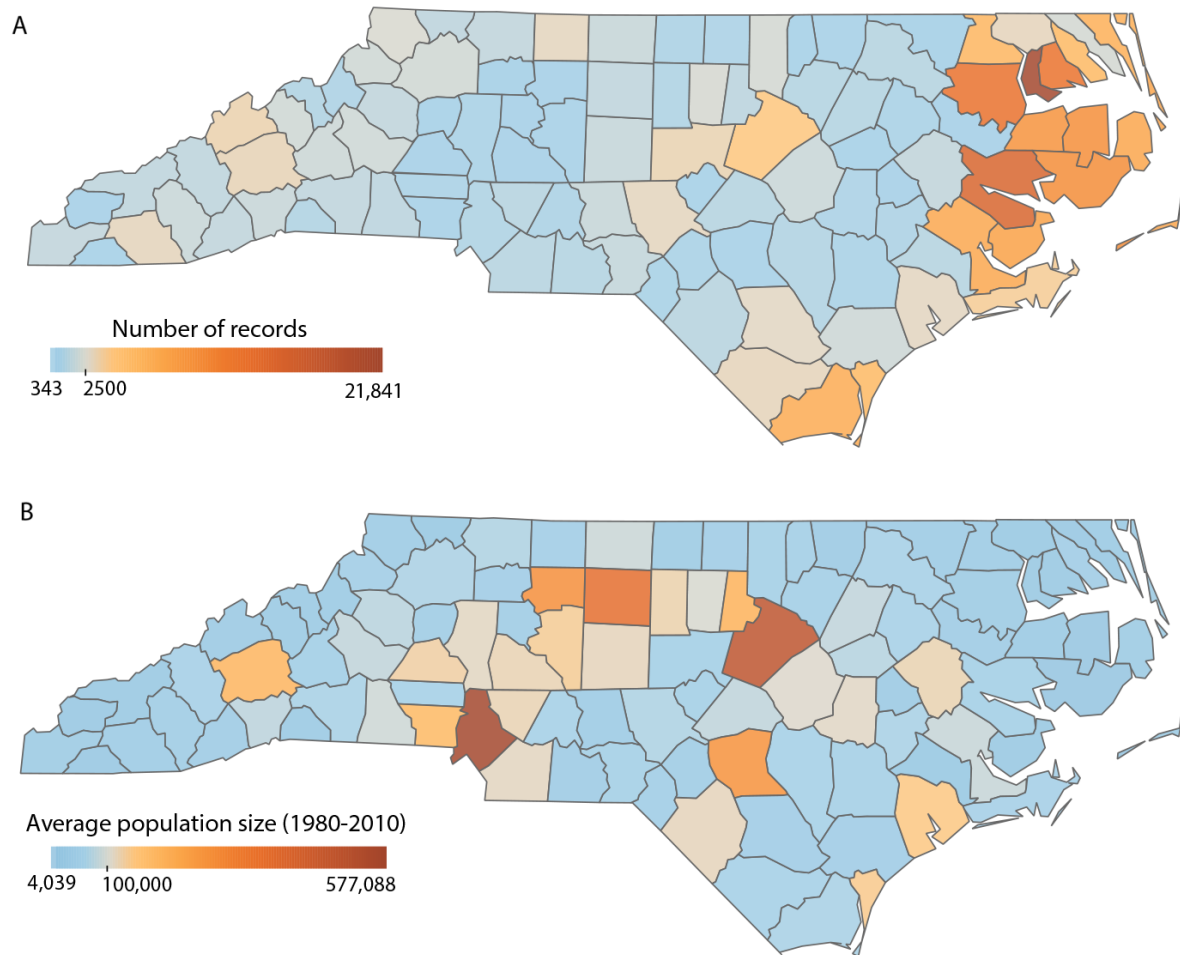 A
Number of records
343 2500 21,841
B
Average population size (1980-2010)
4,039 100,000 577,088